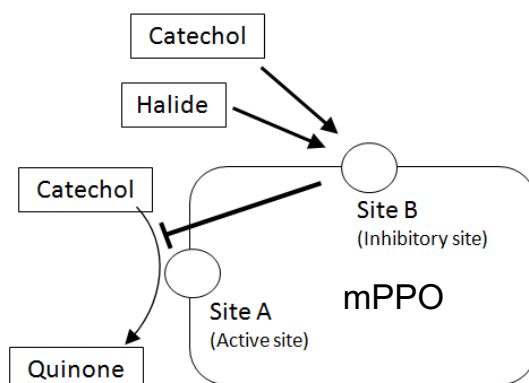 Catechol
Halide
Catechol
Site B
(Inhibitory site)
mPPO
Site A
(Active site)
Quinone